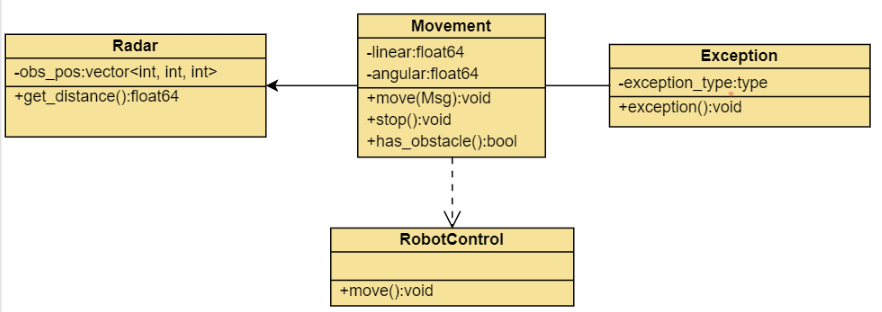 Radar
-obs_pos:vector<int, int, int>
+get_distance():float64
Movement
-linear:float64
-angular:float64
+move(Msg):void
+stop():void
+has_obstacle():bool
Exception
-exception_type:type
+exception():void
RobotControl
+move():void